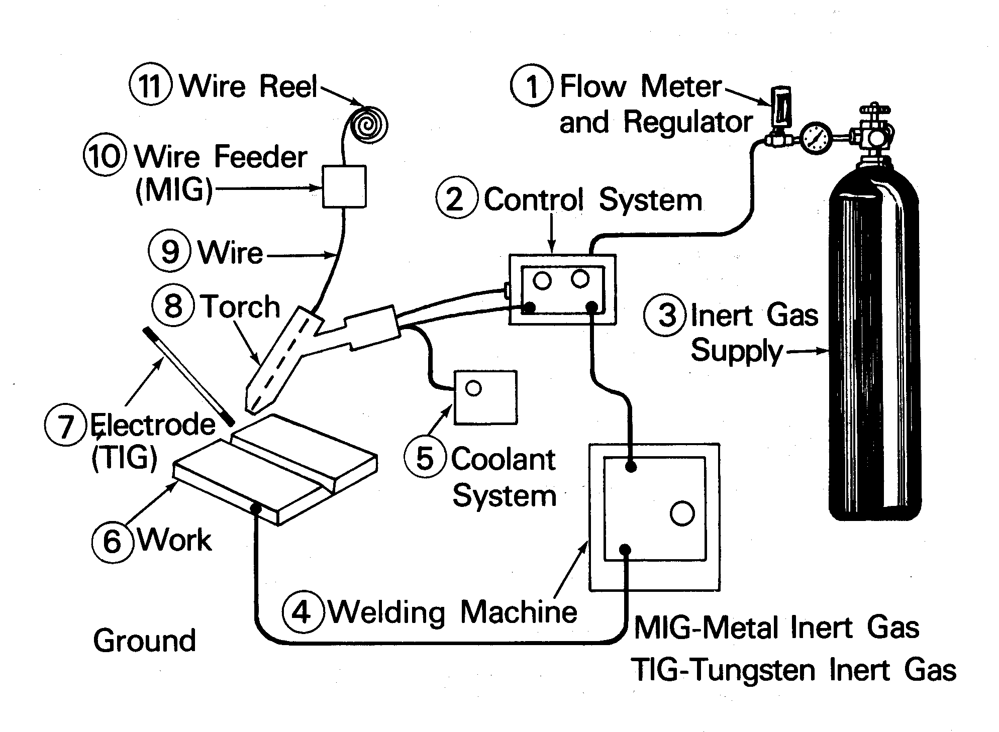 11 Wire Reel
1 Flow Meter
and Regulator
10 Wire Feeder
(MIG)
2 Control System
9 Wire
8 Torch
3 Inert Gas
Supply
7 Electrode
(TIG)
5 Coolant
System
6 Work
4 Welding Machine
Ground
MIG-Metal Inert Gas
TIG-Tungsten Inert Gas